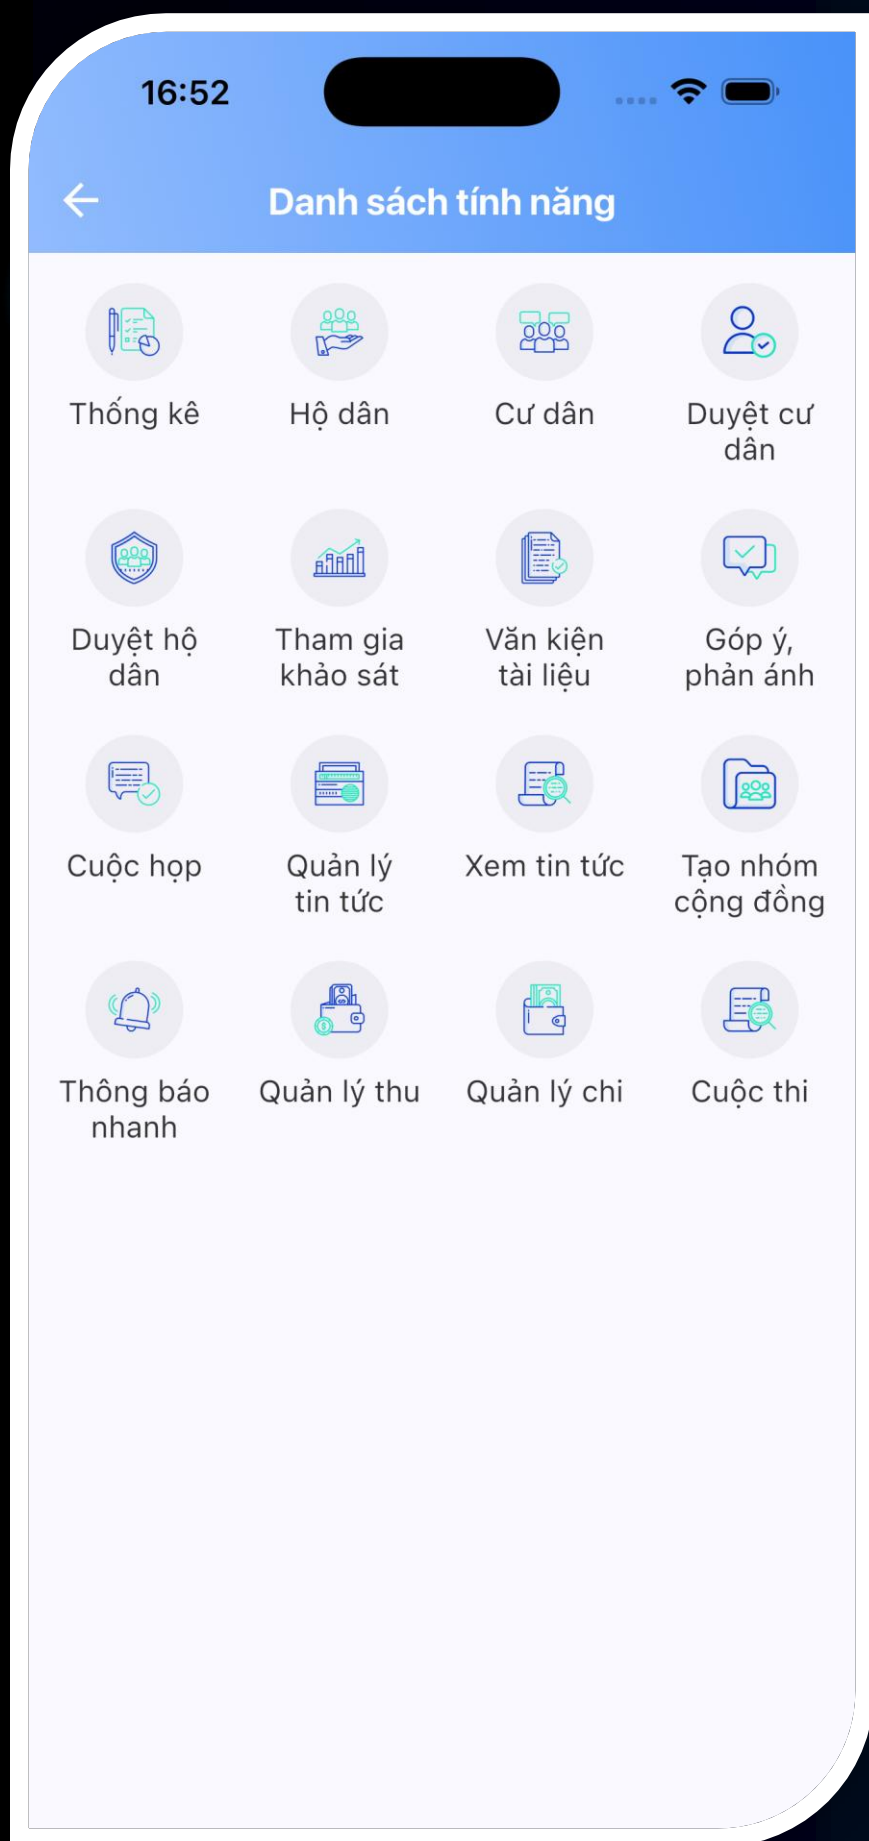 16:52
Danh sách tính năng
Thống kê
Hộ dân
Cư dân
Duyệt cư
dân
Duyệt hộ
dân
Tham gia
khảo sát
Văn kiện
tài liệu
Góp ý,
phản ánh
Cuộc họp
Quản lý
tin tức
Xem tin tức
Tạo nhóm
cộng đồng
Thông báo
nhanh
Quản lý thu
Quản lý chi
Cuộc thi